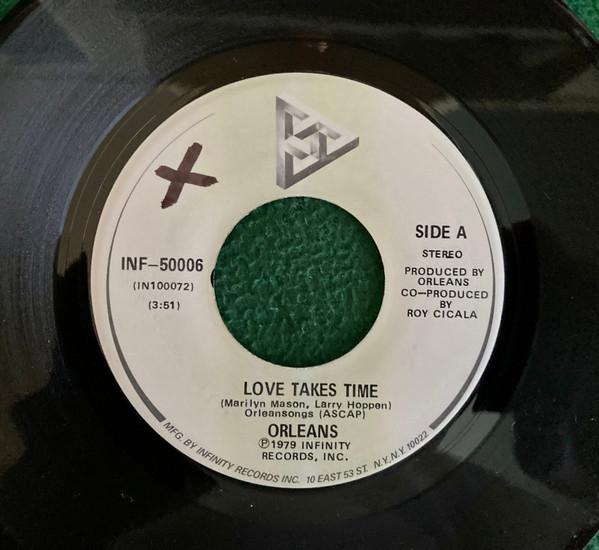 SIDE A
STEREO
PRODUCED BY
ORLEANS
CO—PRODUCED
BY
ROY CICALA
INF—50006
(IN100072)
(3:51)
LOVE TAKES TIME
(Marilyn Mason, Larry Hoppen)
Orleansongs (ASCAP)
ORLEANS
Ⓟ1979 INFINITY
RECORDS, INC.
MFG. BY INFINITY RECORDS INC. 10 EAST 53 ST. N.Y., N.Y. 10022